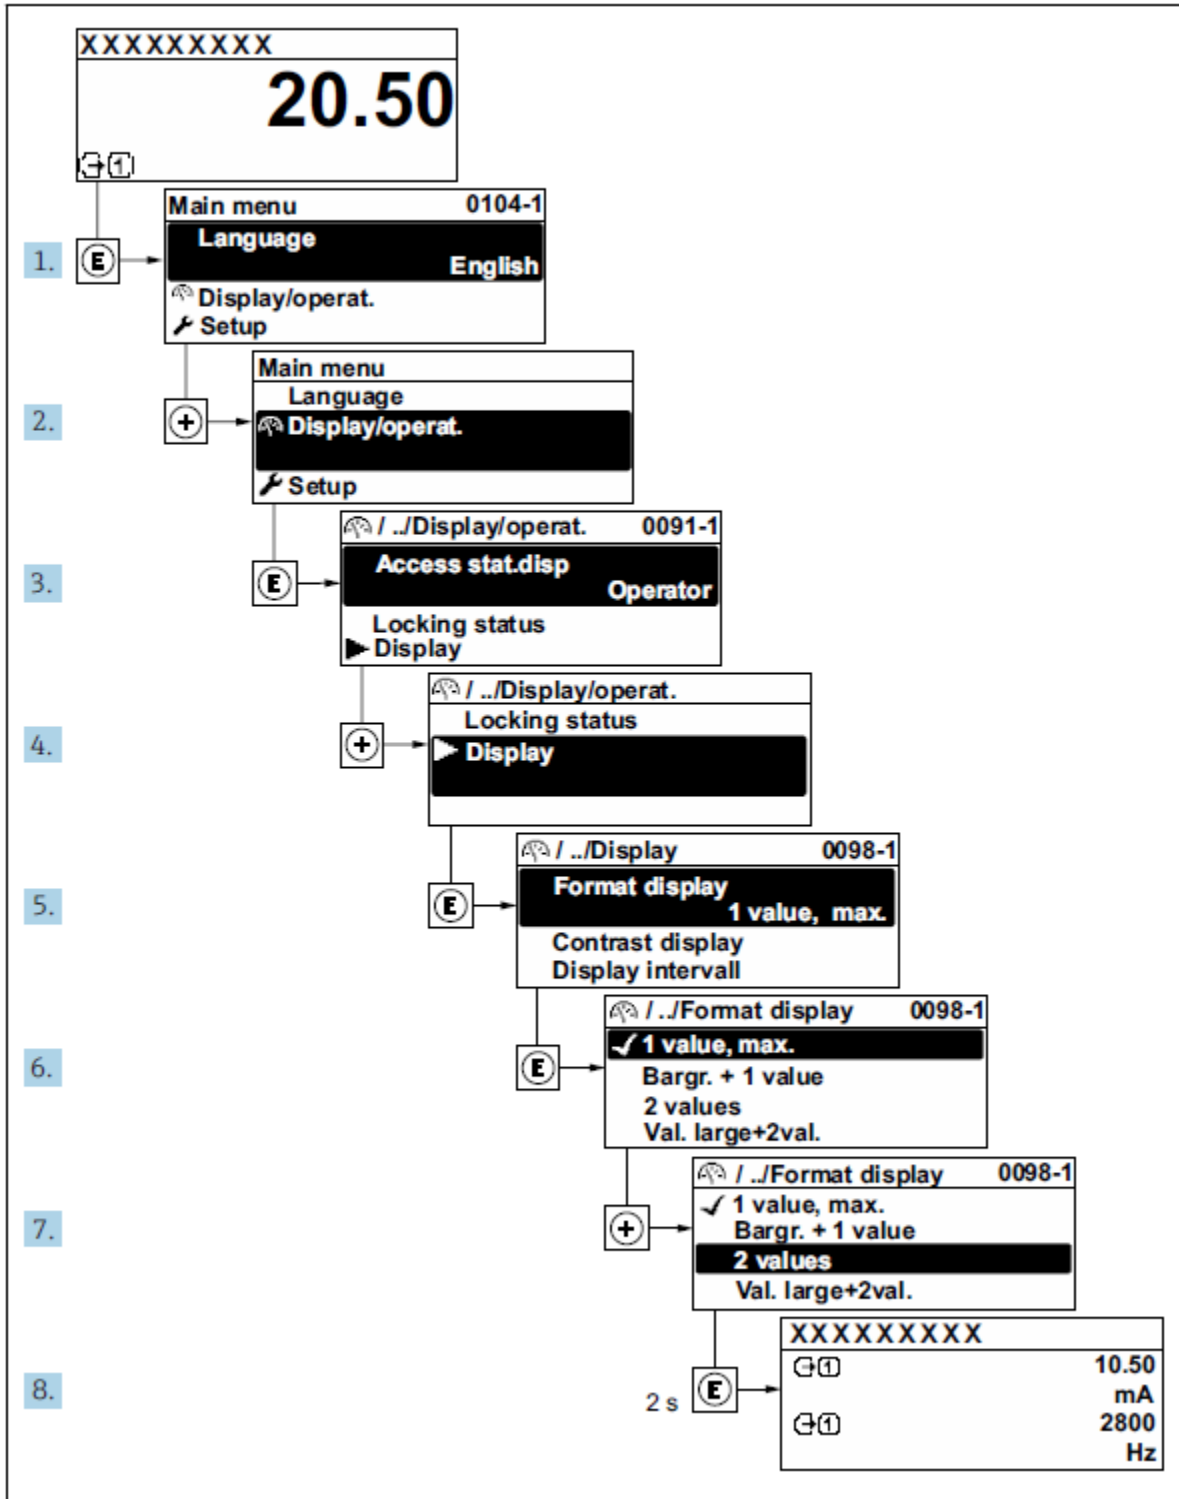 XXXXXXXXX
20.50
1
Main menu 0104-1
Language
English
1. E
Display/operat.
Setup
Main menu
Language
2. + Display/operat.
Setup
/ ../Display/operat. 0091-1
Access stat.disp
3. E Operator
Locking status
Display
/ ../Display/operat.
Locking status
4. + Display
/ ../Display 0098-1
Format display
5. E 1 value, max.
Contrast display
Display intervall
/ ../Format display 0098-1
1 value, max.
6. E Bargr. + 1 value
2 values
Val. large+2val.
/ ../Format display 0098-1
1 value, max.
7. + Bargr. + 1 value
2 values
Val. large+2val.
XXXXXXXXX
1 10.50
8. 2 s E mA
1 2800
Hz